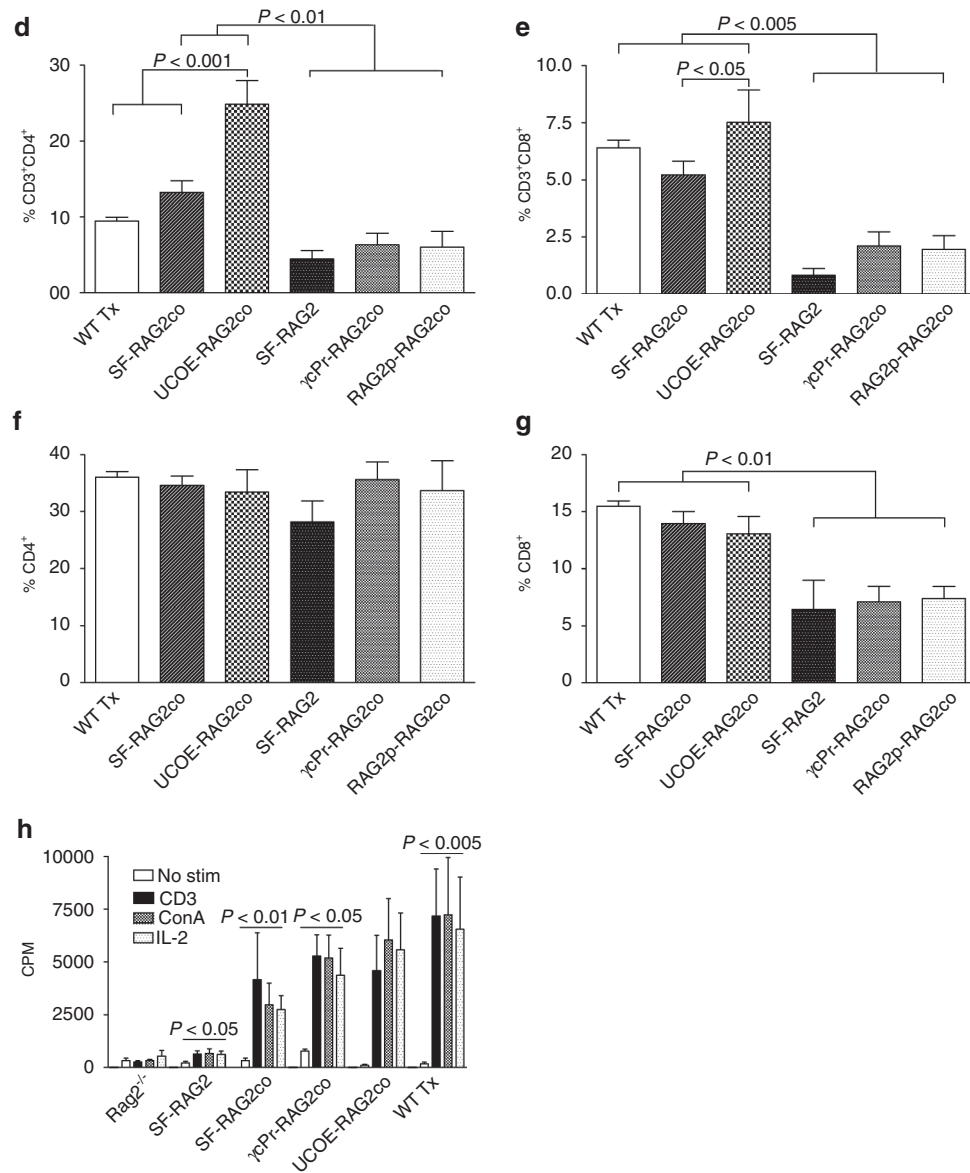 d
P < 0.01
P < 0.001
30
20
10
00
% CD3+CD4+
WT Tx
SF-RAG2co
UCOE-RAG2co
SF-RAG2
γcPr-RAG2co
RAG2p-RAG2co
e
P < 0.005
P < 0.05
10.0
7.5
5.0
2.5
0.0
% CD3+CD8+
WT Tx
SF-RAG2co
UCOE-RAG2co
SF-RAG2
γcPr-RAG2co
RAG2p-RAG2co
f
40
30
20
10
0
% CD4+
WT Tx
SF-RAG2co
UCOE-RAG2co
SF-RAG2
γcPr-RAG2co
RAG2p-RAG2co
g
P < 0.01
20
15
10
5
0
% CD8+
WT Tx
SF-RAG2co
UCOE-RAG2co
SF-RAG2
γcPr-RAG2co
RAG2p-RAG2co
h
10000
7500
5000
2500
0
CPM
No stim
CD3
ConA
IL-2
P < 0.05
P < 0.01
P < 0.05
P < 0.005
Rag2-/-
SF-RAG2
SF-RAG2co
γcPr-RAG2co
UCOE-RAG2co
WT Tx